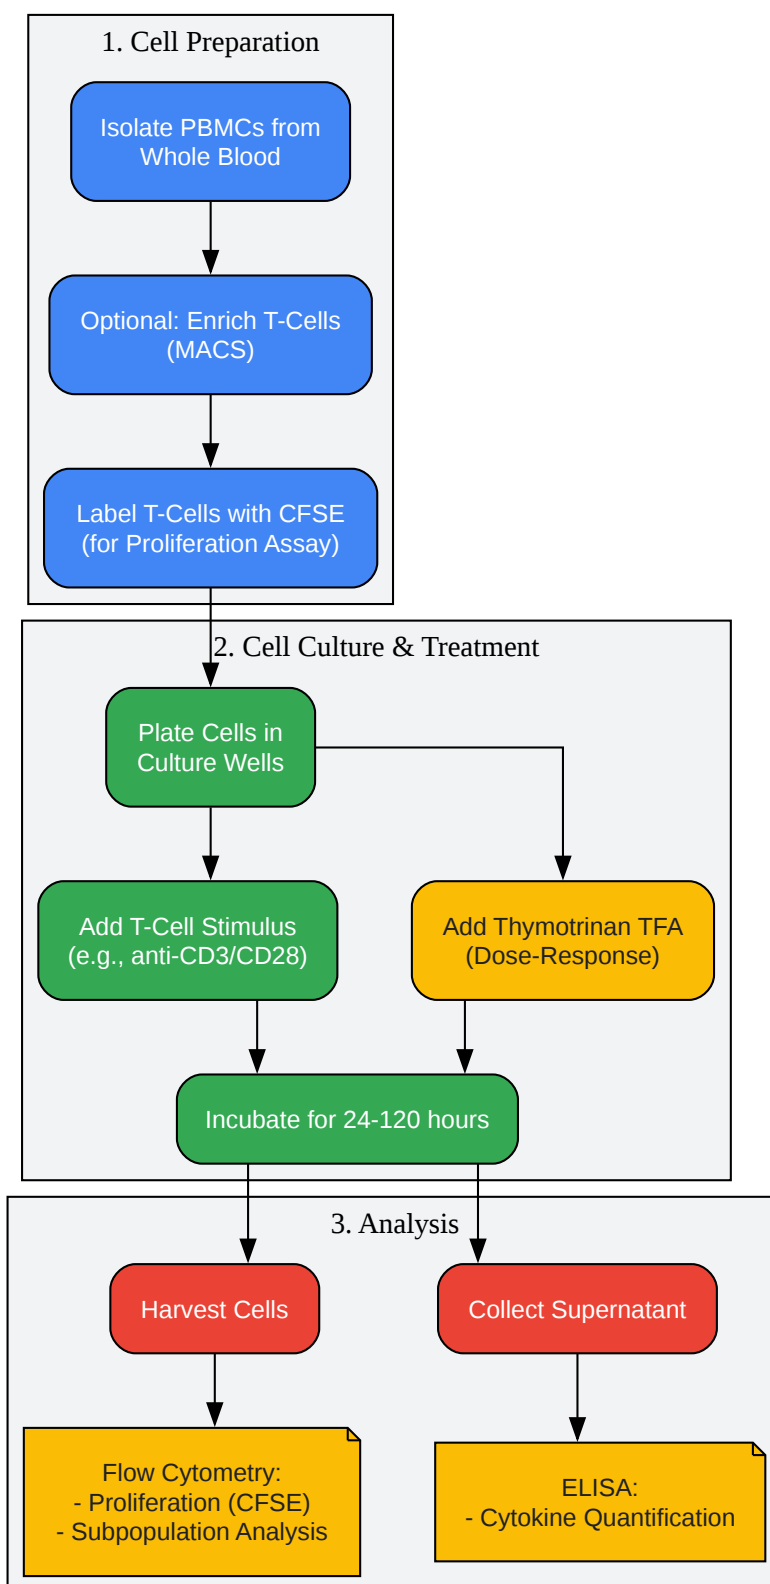 1. Cell Preparation
Isolate PBMCs from
Whole Blood
Optional: Enrich T-Cells
(MACS)
Label T-Cells with CFSE
(for Proliferation Assay)
2. Cell Culture & Treatment
Plate Cells in
Culture Wells
Add T-Cell Stimulus
(e.g., anti-CD3/CD28)
Add Thymotrinan TFA
(Dose-Response)
Incubate for 24-120 hours
3. Analysis
Harvest Cells
Collect Supernatant
Flow Cytometry:
- Proliferation (CFSE)
- Subpopulation Analysis
ELISA:
- Cytokine Quantification